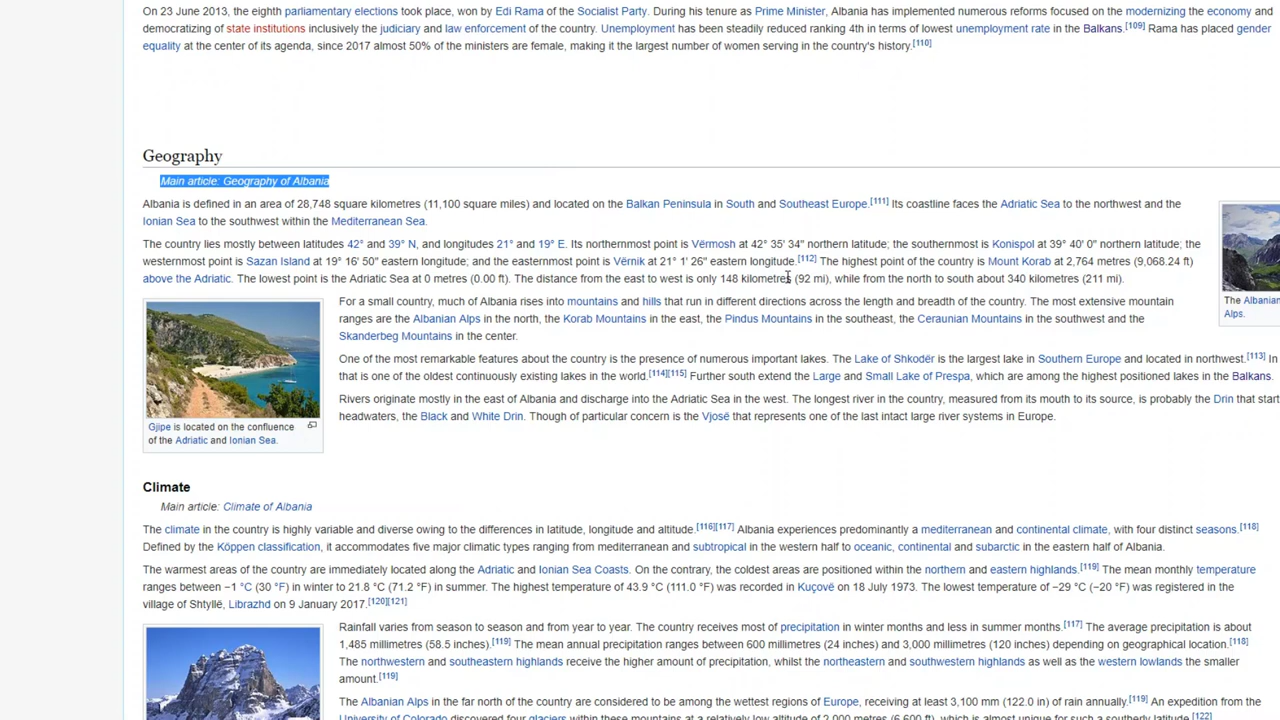 On 23 June 2013, the eighth parliamentary elections took place, won by Edi Rama of the Socialist Party. During his tenure as Prime Minister, Albania has implemented numerous reforms focused on the modernizing the economy and
democratizing of state institutions inclusively the judiciary and law enforcement of the country. Unemployment has been steadily reduced ranking 4th in terms of lowest unemployment rate in the Balkans.[109] Rama has placed gender
equality at the center of its agenda, since 2017 almost 50% of the ministers are female, making it the largest number of women serving in the country's history.[110]
Geography
Main article: Geography of Albania
Albania is defined in an area of 28,748 square kilometres (11,100 square miles) and located on the Balkan Peninsula in South and Southeast Europe.[111] Its coastline faces the Adriatic Sea to the northwest and the
Ionian Sea to the southwest within the Mediterranean Sea.
The country lies mostly between latitudes 42° and 39° N, and longitudes 21° and 19° E. Its northernmost point is Vërmosh at 42° 35' 34" northern latitude; the southernmost is Konispol at 39° 40' 0" northern latitude; the
westernmost point is Sazan Island at 19° 16' 50" eastern longitude; and the easternmost point is Vërnik at 21° 1' 26" eastern longitude.[112] The highest point of the country is Mount Korab at 2,764 metres (9,068.24 ft)
above the Adriatic. The lowest point is the Adriatic Sea at 0 metres (0.00 ft). The distance from the east to west is only 148 kilometres (92 mi), while from the north to south about 340 kilometres (211 mi).
For a small country, much of Albania rises into mountains and hills that run in different directions across the length and breadth of the country. The most extensive mountain
ranges are the Albanian Alps in the north, the Korab Mountains in the east, the Pindus Mountains in the southeast, the Ceraunian Mountains in the southwest and the
Skanderbeg Mountains in the center.
The Albanian
Alps.
One of the most remarkable features about the country is the presence of numerous important lakes. The Lake of Shkodër is the largest lake in Southern Europe and located in northwest.[113] In
that is one of the oldest continuously existing lakes in the world.[114][115] Further south extend the Large and Small Lake of Prespa, which are among the highest positioned lakes in the Balkans.
Rivers originate mostly in the east of Albania and discharge into the Adriatic Sea in the west. The longest river in the country, measured from its mouth to its source, is probably the Drin that start
headwaters, the Black and White Drin. Though of particular concern is the Vjosë that represents one of the last intact large river systems in Europe.
Gjipe is located on the confluence
of the Adriatic and Ionian Sea.
Climate
Main article: Climate of Albania
The climate in the country is highly variable and diverse owing to the differences in latitude, longitude and altitude.[116][117] Albania experiences predominantly a mediterranean and continental climate, with four distinct seasons.[118]
Defined by the Köppen classification, it accommodates five major climatic types ranging from mediterranean and subtropical in the western half to oceanic, continental and subarctic in the eastern half of Albania.
The warmest areas of the country are immediately located along the Adriatic and Ionian Sea Coasts. On the contrary, the coldest areas are positioned within the northern and eastern highlands.[119] The mean monthly temperature
ranges between −1 °C (30 °F) in winter to 21.8 °C (71.2 °F) in summer. The highest temperature of 43.9 °C (111.0 °F) was recorded in Kuçovë on 18 July 1973. The lowest temperature of −29 °C (−20 °F) was registered in the
village of Shtyllë, Librazhd on 9 January 2017.[120][121]
Rainfall varies from season to season and from year to year. The country receives most of precipitation in winter months and less in summer months.[117] The average precipitation is about
1,485 millimetres (58.5 inches).[119] The mean annual precipitation ranges between 600 millimetres (24 inches) and 3,000 millimetres (120 inches) depending on geographical location.[118]
The northwestern and southeastern highlands receive the higher amount of precipitation, whilst the northeastern and southwestern highlands as well as the western lowlands the smaller
amount.[119]
The Albanian Alps in the far north of the country are considered to be among the wettest regions of Europe, receiving at least 3,100 mm (122.0 in) of rain annually.[119] An expedition from the
University of Colorado discovered four glaciers within these mountains at a relatively low altitude of 2,000 metres (6,600 ft), which is almost unique for such a southerly latitude.[122]